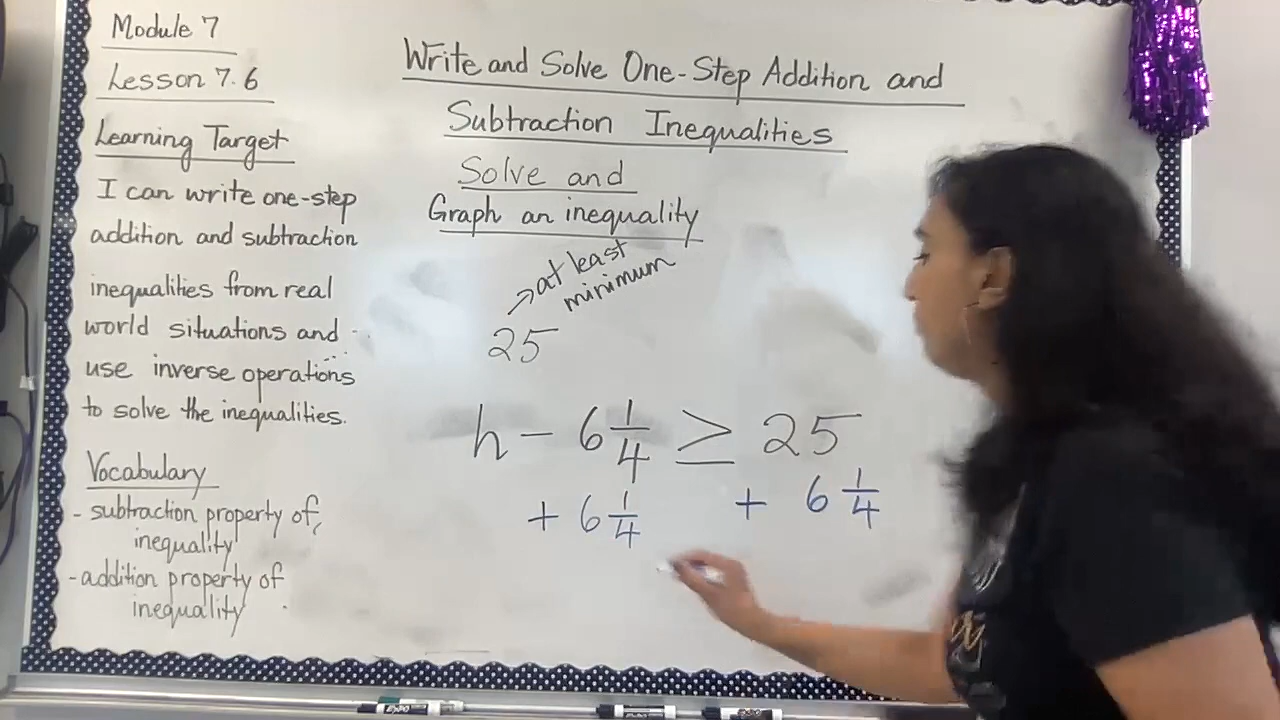 Module 7
Lesson 7.6
Learning Target
I can write one-step
addition and subtraction
inequalities from real
world situations and
use inverse operations
to solve the inequalities.
Vocabulary
- subtraction property of
inequality
- addition property of
inequality
Write and Solve One-Step Addition and
Subtraction Inequalities
Solve and
Graph an inequality
→ at least
minimum
25
h - 6 1/4 ≥ 25
+ 6 1/4 + 6 1/4
EXPO
EXPO
EXPO